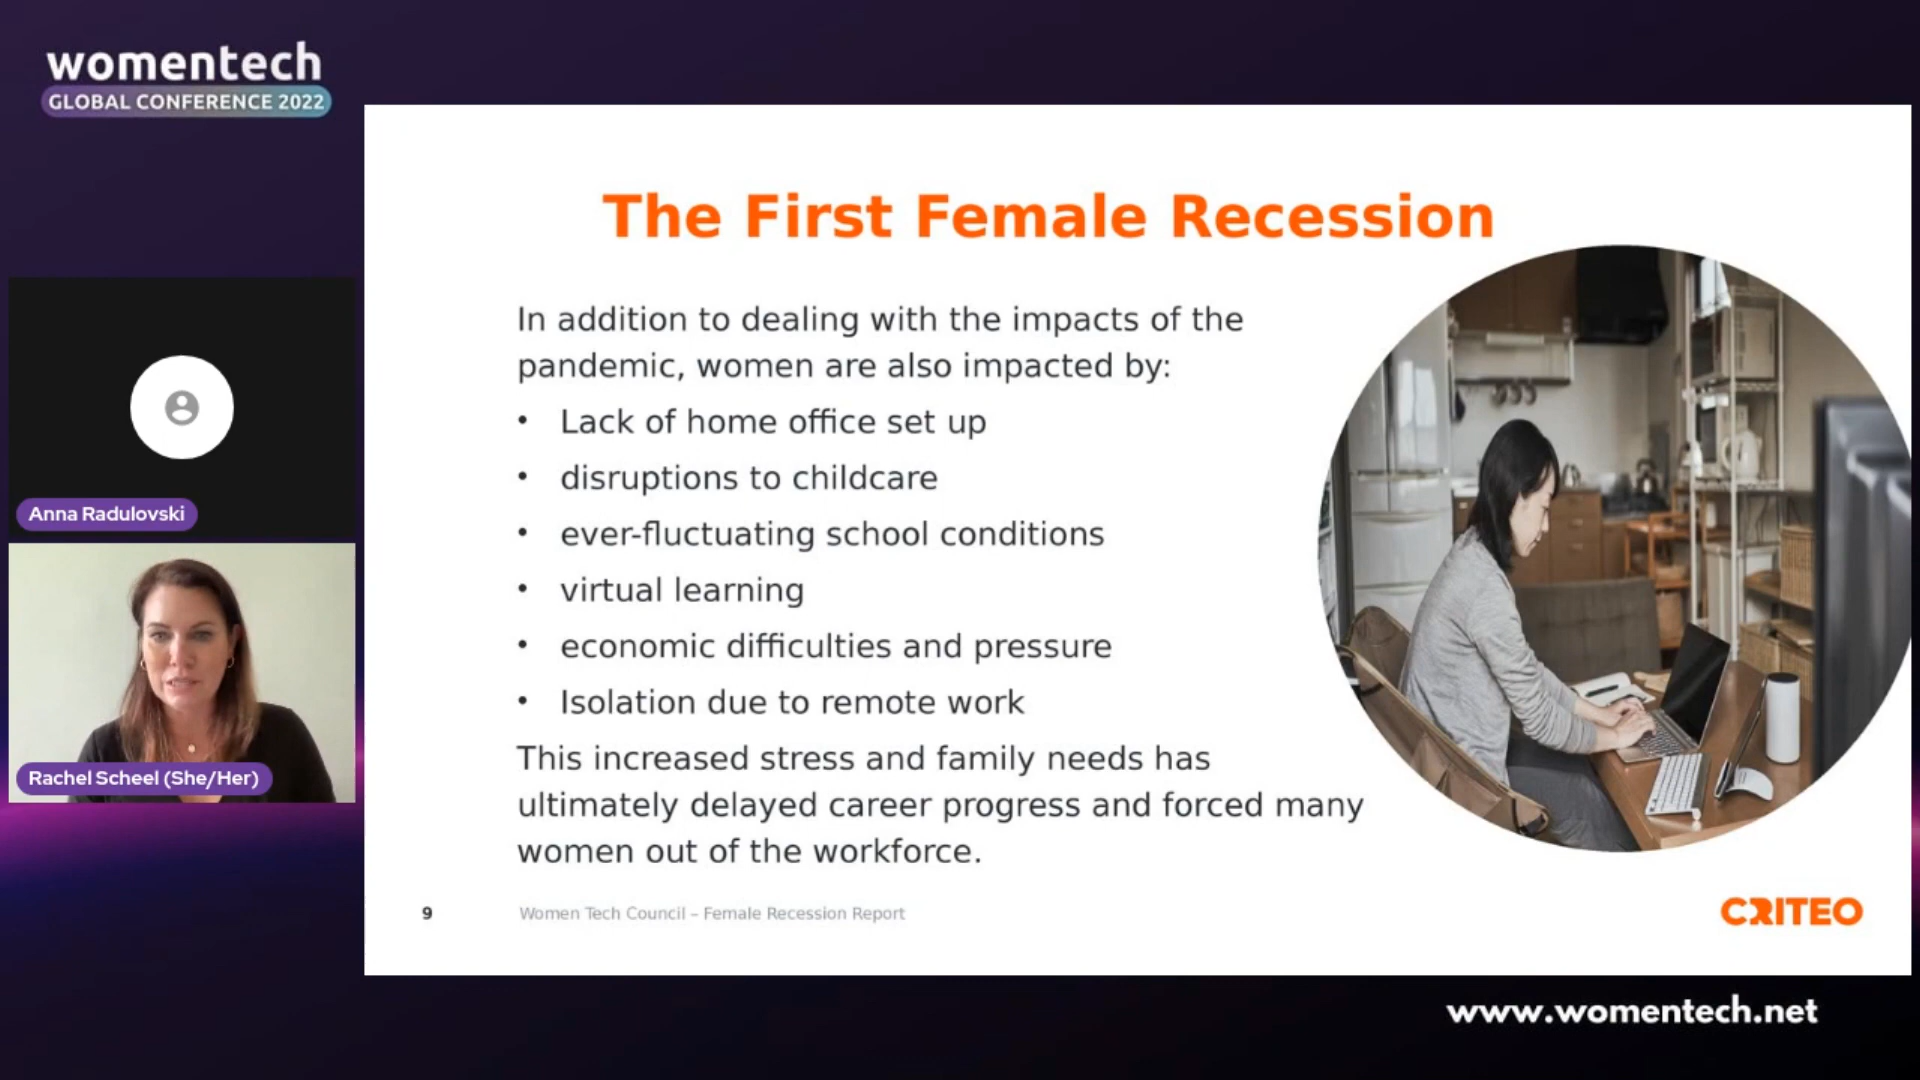 womentech
GLOBAL CONFERENCE 2022
Anna Radulovski
Rachel Scheel (She/Her)
The First Female Recession
In addition to dealing with the impacts of the
pandemic, women are also impacted by:
• Lack of home office set up
• disruptions to childcare
• ever-fluctuating school conditions
• virtual learning
• economic difficulties and pressure
• Isolation due to remote work
This increased stress and family needs has
ultimately delayed career progress and forced many
women out of the workforce.
9
Women Tech Council – Female Recession Report
CRITEO
www.womentech.net